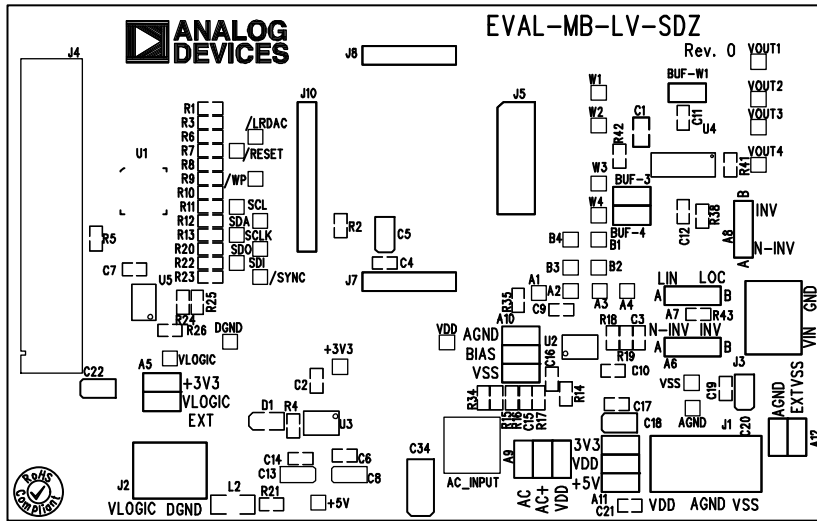 ANALOG
DEVICES
EVAL-MB-LV-SDZ
Rev. 0
J4
J8
J10
J5
VOUT1
BUF-W1
VOUT2
VOUT3
VOUT4
W1
W2
W3
W4
C1
C11
U4
R42
R41
BUF-3
BUF-4
R1
R3
R6
R7
R8
R9
R10
R11
R12
R13
R20
R22
R23
/LRDAC
/RESET
/WP
SCL
SDA
SCLK
SDO
SDI
/SYNC
U1
R5
C7
U5
R24
R25
R26
R2
C5
C4
J7
B4
B1
B3
B2
A1
A2
A3
A4
C12
R38
A8
B
INV
N-INV
A
LIN
LOC
A
B
A7
R43
N-INV
INV
A
B
A6
GND
VIN
R35
C9
A10
AGND
BIAS
VSS
U2
C16
R18
C3
R19
C10
R14
R34
R15
R16
C15
R17
DGND
VDD
+3V3
VLOGIC
A5
+3V3
VLOGIC
EXT
C22
C2
D1
R4
U3
C14
C13
C6
C8
C34
AC_INPUT
A9
AC
AC+
VDD
3V3
VDD
+5V
A11
C21
C17
C18
VSS
AGND
C19
J3
C20
J1
VDD
AGND
VSS
AGND
EXTVSS
A12
J2
VLOGIC
DGND
L2
R21
+5V
RoHS
Compliant